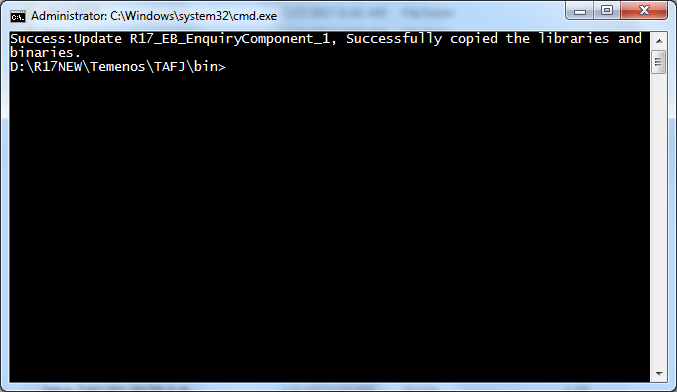 Administrator: C:\Windows\system32\cmd.exe
Success:Update R17_EB_EnquiryComponent_1, Successfully copied the libraries and
binaries.
D:\R17NEW\Temenos\TAFJ\bin>